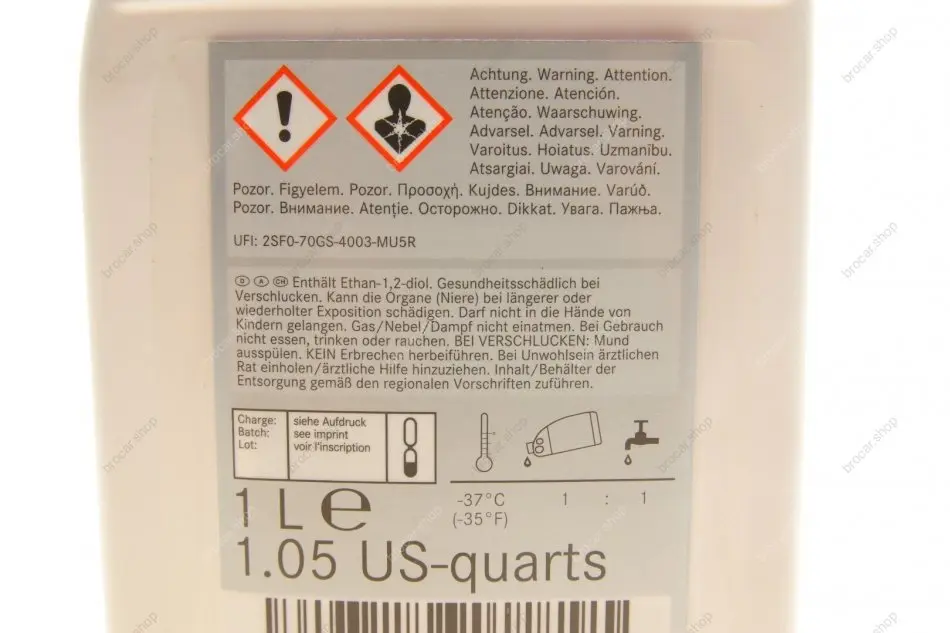 Achtung. Warning. Attention.
Attenzione. Atención.
Atenção. Waarschuwing.
Advarsel. Advarsel. Varning.
Varoitus. Hoiatus. Uzmanību.
Atsargiai. Uwaga. Varování.
Pozor. Figyelem. Pozor. Προσοχή. Kujdes. Внимание. Varúð.
Pozor. Внимание. Atenție. Осторожно. Dikkat. Увага. Пажња.
UFI: 2SF0-70GS-4003-MU5R
D A CH Enthält Ethan-1,2-diol. Gesundheitsschädlich bei
Verschlucken. Kann die Organe (Niere) bei längerer oder
wiederholter Exposition schädigen. Darf nicht in die Hände von
Kindern gelangen. Gas/Nebel/Dampf nicht einatmen. Bei Gebrauch
nicht essen, trinken oder rauchen. BEI VERSCHLUCKEN: Mund
ausspülen. KEIN Erbrechen herbeiführen. Bei Unwohlsein ärztlichen
Rat einholen/ärztliche Hilfe hinzuziehen. Inhalt/Behälter der
Entsorgung gemäß den regionalen Vorschriften zuführen.
Charge: siehe Aufdruck
Batch: see imprint
Lot: voir l'inscription
-37°C 1 : 1
(-35°F)
1 L e
1.05 US-quarts
brocar.shop